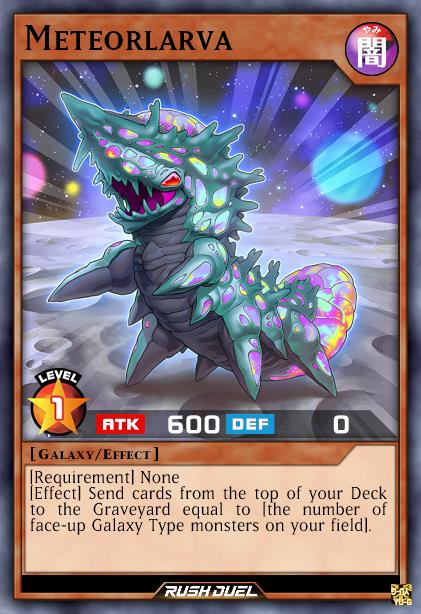 METEORLARVA
やみ
闇
LEVEL
1
ATK 600 DEF 0
[GALAXY/EFFECT]
[Requirement] None
[Effect] Send cards from the top of your Deck
to the Graveyard equal to [the number of
face-up Galaxy Type monsters on your field].
RUSH DUEL